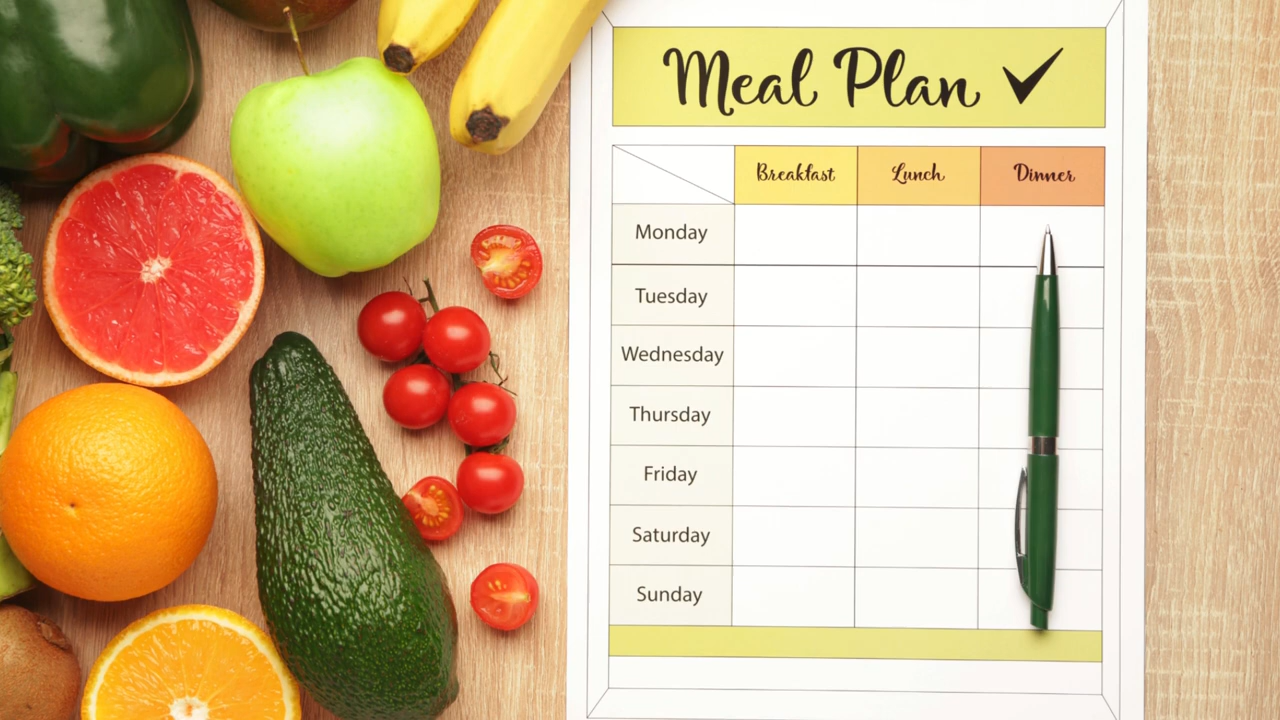 Meal Plan ✓
Breakfast Lunch Dinner
Monday
Tuesday
Wednesday
Thursday
Friday
Saturday
Sunday